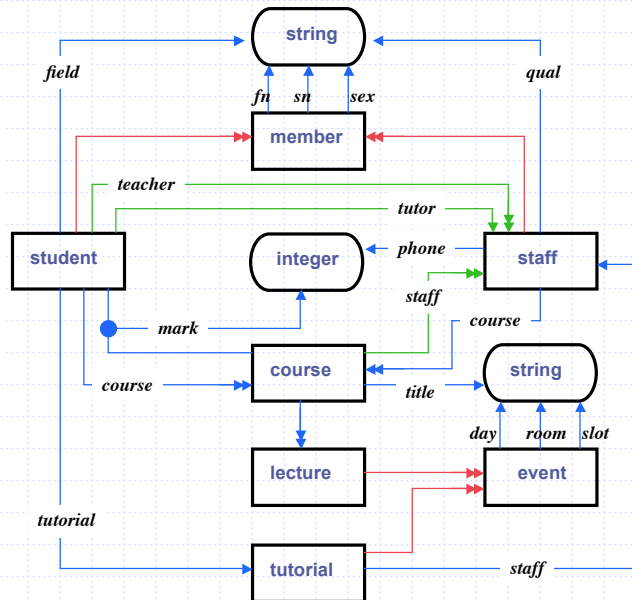 string
field
qual
fn sn sex
member
teacher
tutor
student
integer
phone
staff
staff
mark
course
course
course
title
string
day room slot
lecture
event
tutorial
tutorial
staff